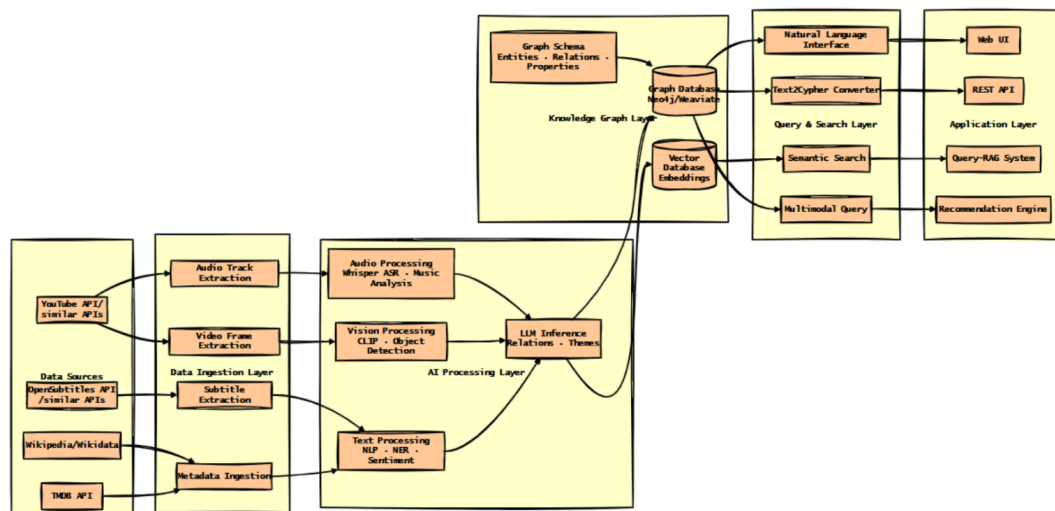 Data Sources
YouTube API/
similar APIs
OpenSubtitles API
/similar APIs
Wikipedia/Wikidata
TMDB API
Data Ingestion Layer
Audio Track
Extraction
Video Frame
Extraction
Subtitle
Extraction
Metadata Ingestion
AI Processing Layer
Audio Processing
Whisper ASR · Music
Analysis
Vision Processing
CLIP · Object
Detection
Text Processing
NLP · NER ·
Sentiment
LLM Inference
Relations · Themes
Knowledge Graph Layer
Graph Schema
Entities · Relations ·
Properties
Graph Database
Neo4j/Weaviate
Vector
Database
Embeddings
Query & Search Layer
Natural Language
Interface
Text2Cypher Converter
Semantic Search
Multimodal Query
Application Layer
Web UI
REST API
Query-RAG System
Recommendation Engine